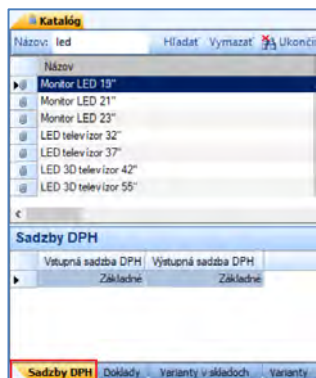 Katalóg
Názov: led Hľadať Vymazať Ukonči
Názov
Monitor LED 19"
Monitor LED 21"
Monitor LED 23"
LED televízor 32"
LED televízor 37"
LED 3D televízor 42"
LED 3D televízor 55"
Sadzby DPH
Vstupná sadzba DPH Výstupná sadzba DPH
Základné Základné
Sadzby DPH Doklady Varianty v skladoch Varianty